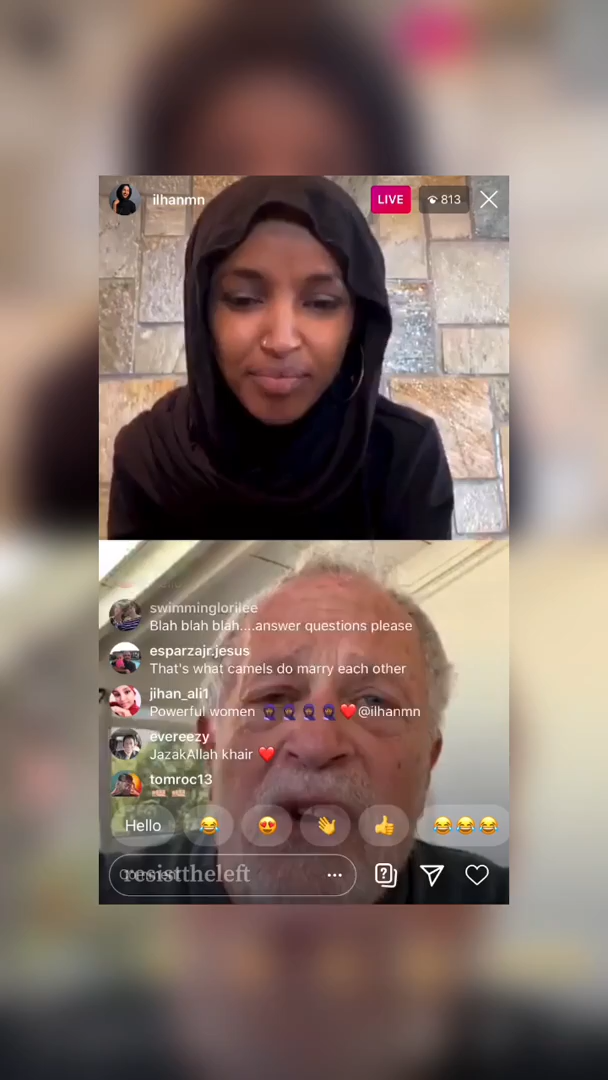 ilhanmn
LIVE
813
swimminglorilee
Blah blah blah....answer questions please
esparzajr.jesus
That's what camels do marry each other
jihan_ali1
Powerful women 🧕🏾🧕🏾🧕🏾🧕🏾❤️@ilhanmn
evereezy
JazakAllah khair ❤️
tomroc13
Hello 😂 😍 👋 👍 😂😂😂
Comment
resisttheleft